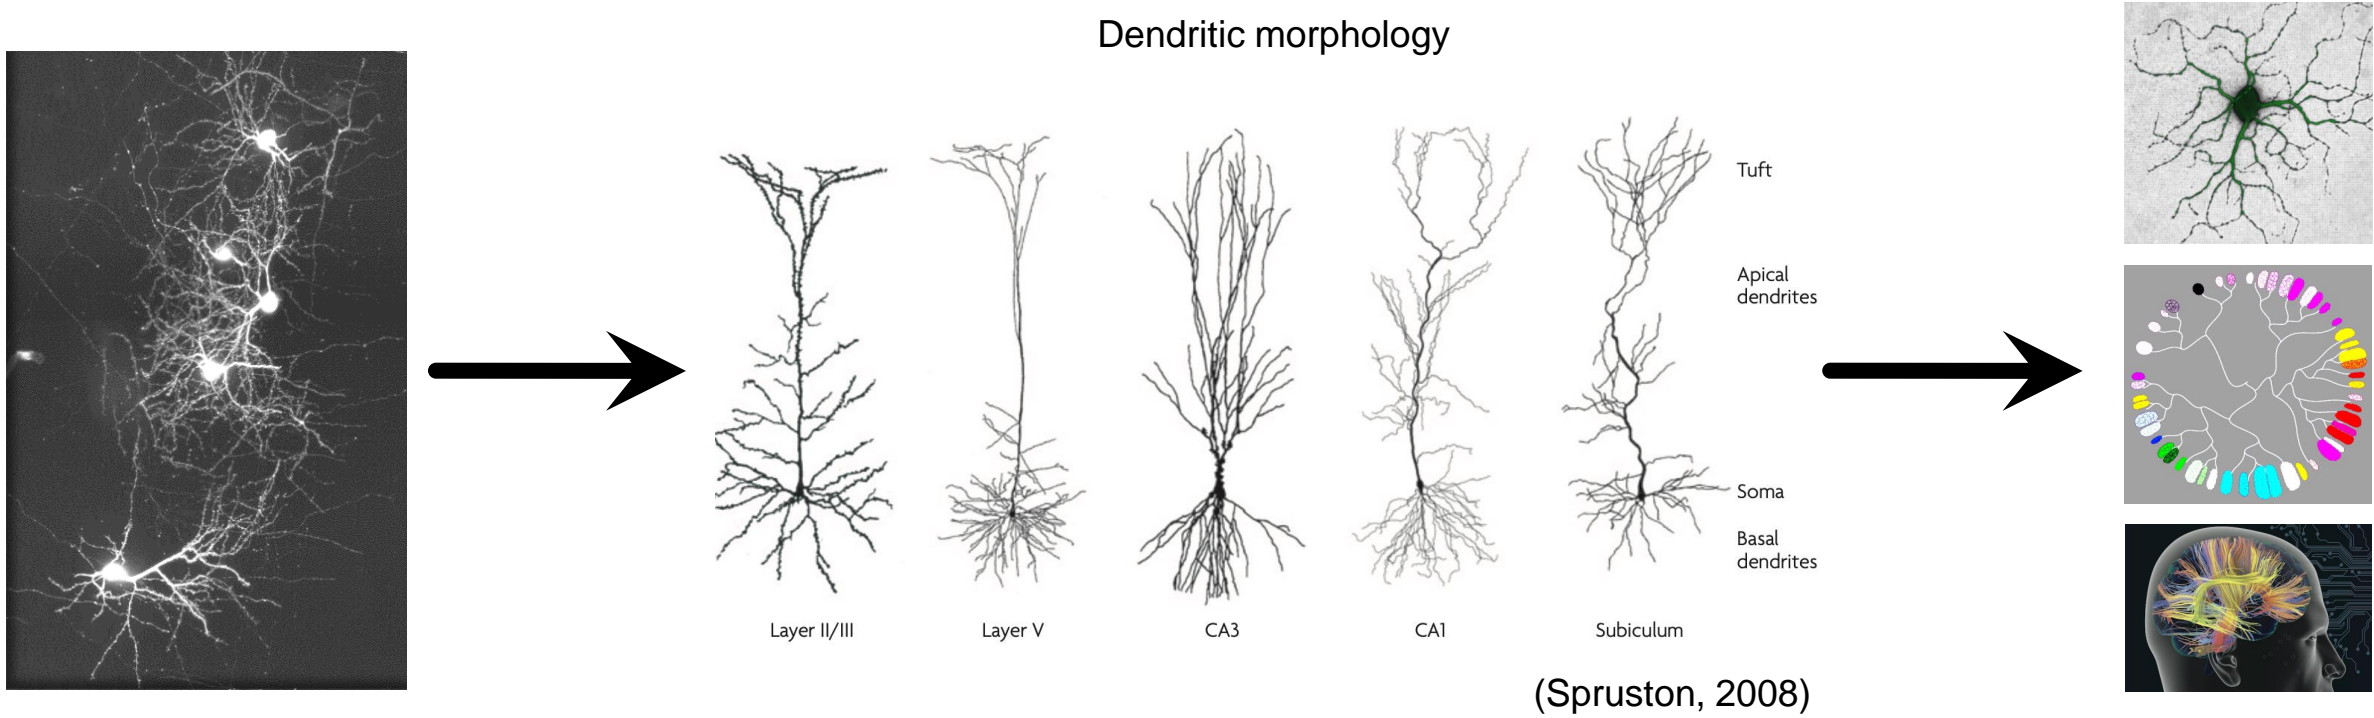 Dendritic morphology
Tuft
Apical
dendrites
Soma
Basal
dendrites
Layer II/III
Layer V
CA3
CA1
Subiculum
(Spruston, 2008)